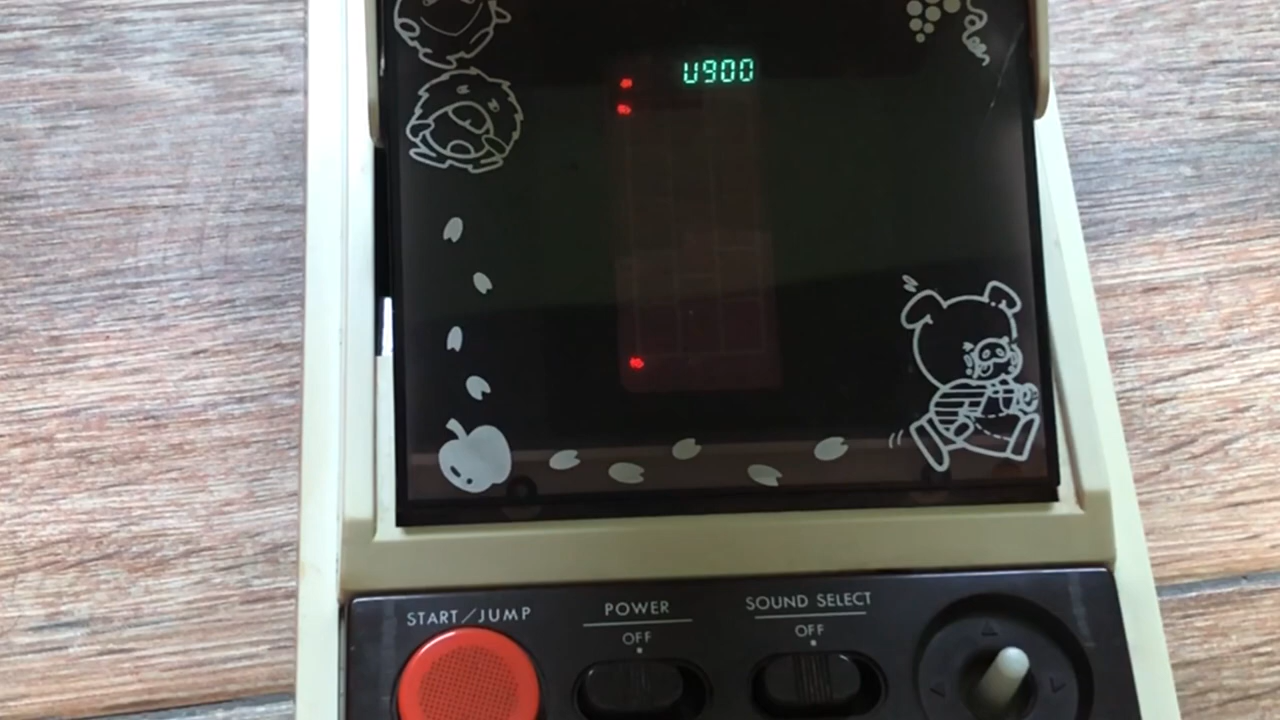 U900
START/JUMP
POWER
OFF
SOUND SELECT
OFF